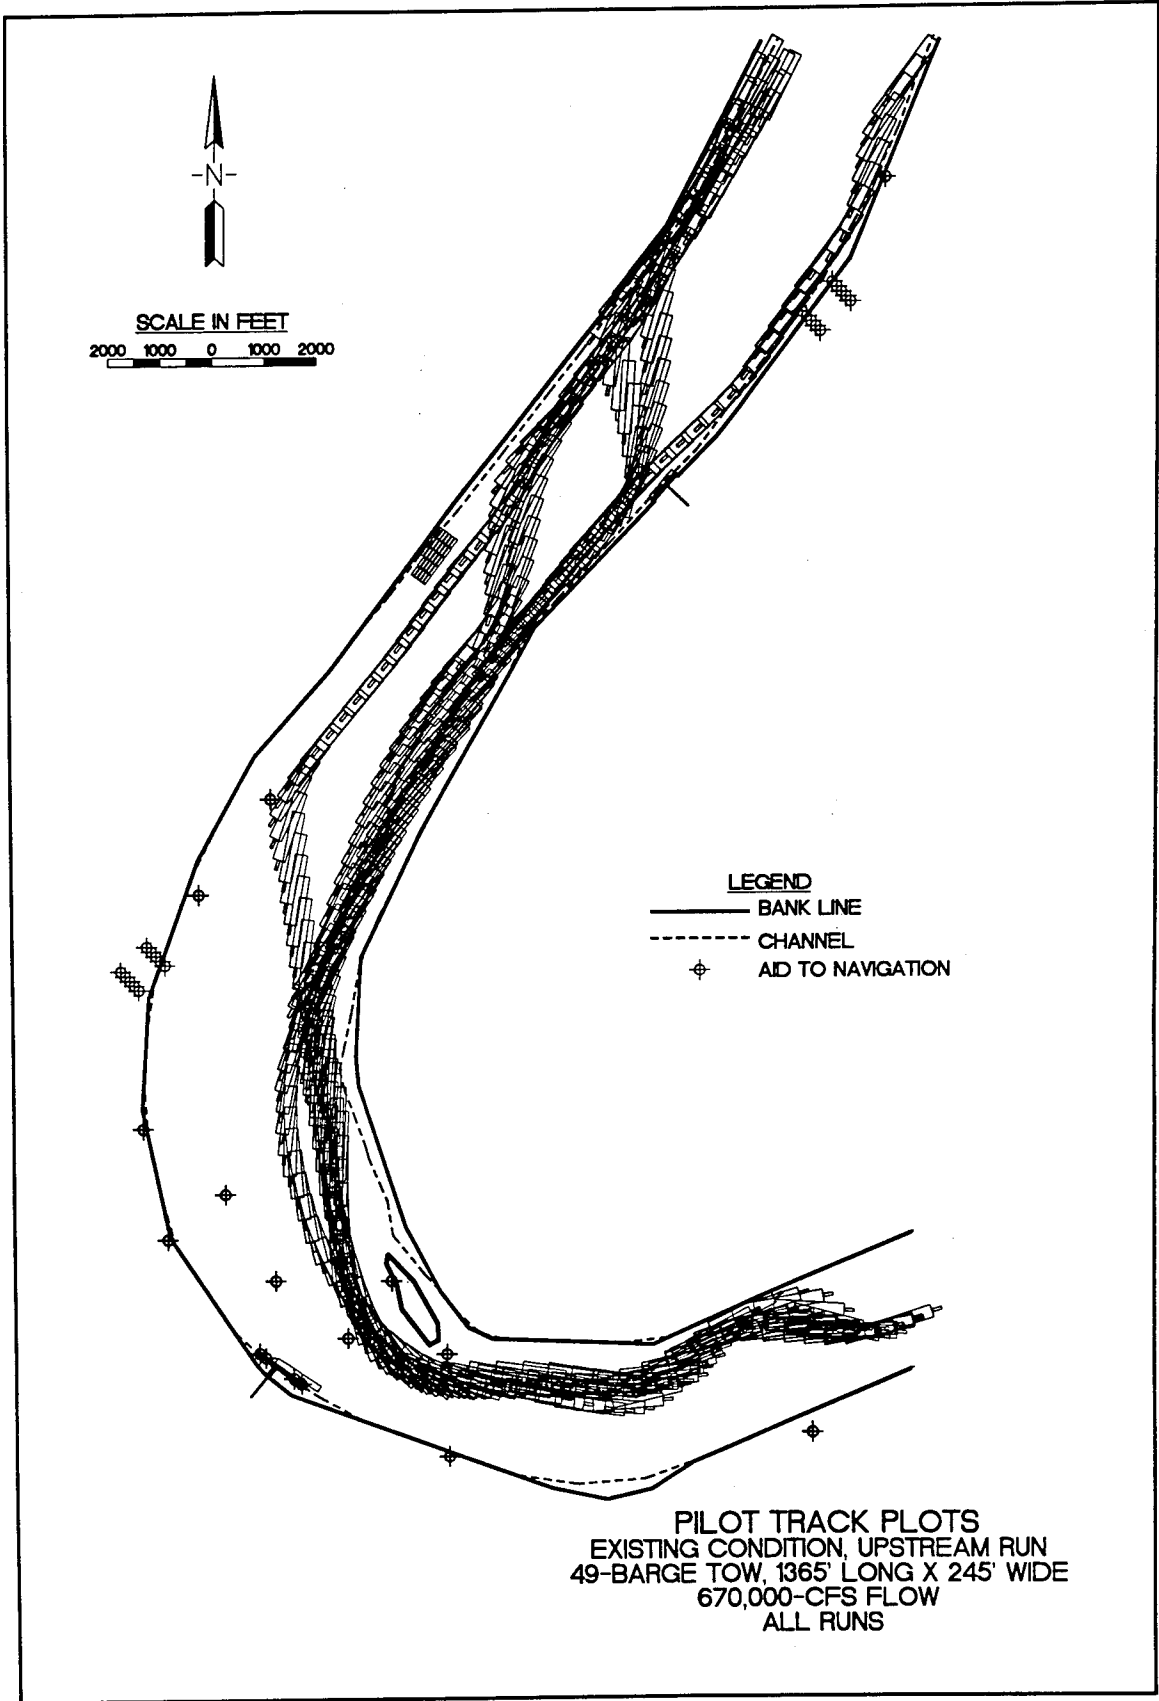 -N-
SCALE IN FEET
2000 1000 0 1000 2000
LEGEND
BANK LINE
CHANNEL
AID TO NAVIGATION
PILOT TRACK PLOTS
EXISTING CONDITION, UPSTREAM RUN
49-BARGE TOW, 1365' LONG X 245' WIDE
670,000-CFS FLOW
ALL RUNS